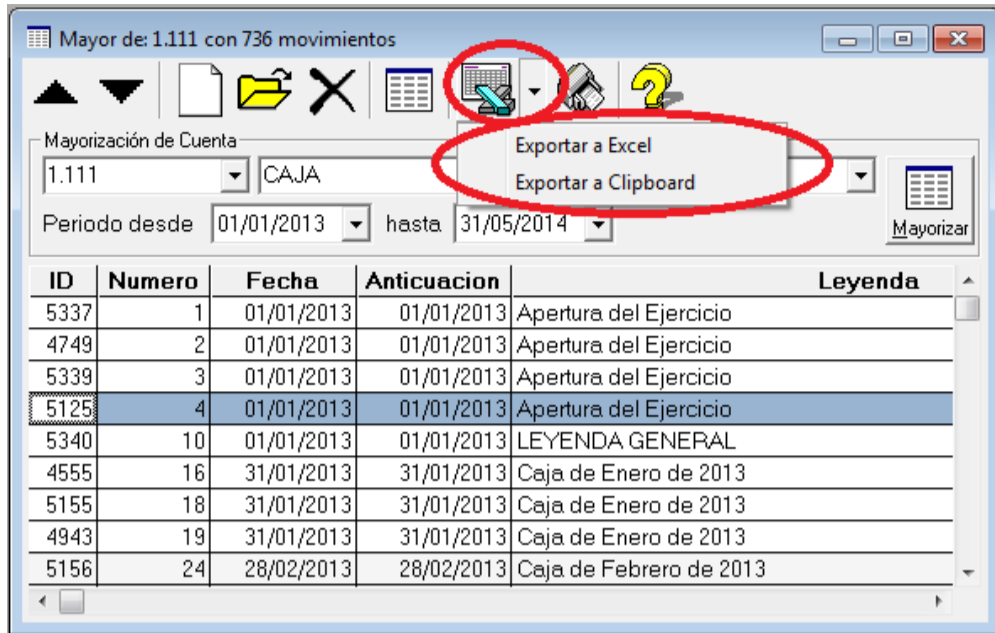 Mayor de: 1.111 con 736 movimientos
Exportar a Excel
Exportar a Clipboard
Mayorización de Cuenta
1.111 CAJA
Periodo desde 01/01/2013 hasta 31/05/2014
Mayorizar
ID Numero Fecha Anticuacion Leyenda
5337 1 01/01/2013 01/01/2013 Apertura del Ejercicio
4749 2 01/01/2013 01/01/2013 Apertura del Ejercicio
5339 3 01/01/2013 01/01/2013 Apertura del Ejercicio
5125 4 01/01/2013 01/01/2013 Apertura del Ejercicio
5340 10 01/01/2013 01/01/2013 LEYENDA GENERAL
4555 16 31/01/2013 31/01/2013 Caja de Enero de 2013
5155 18 31/01/2013 31/01/2013 Caja de Enero de 2013
4943 19 31/01/2013 31/01/2013 Caja de Enero de 2013
5156 24 28/02/2013 28/02/2013 Caja de Febrero de 2013